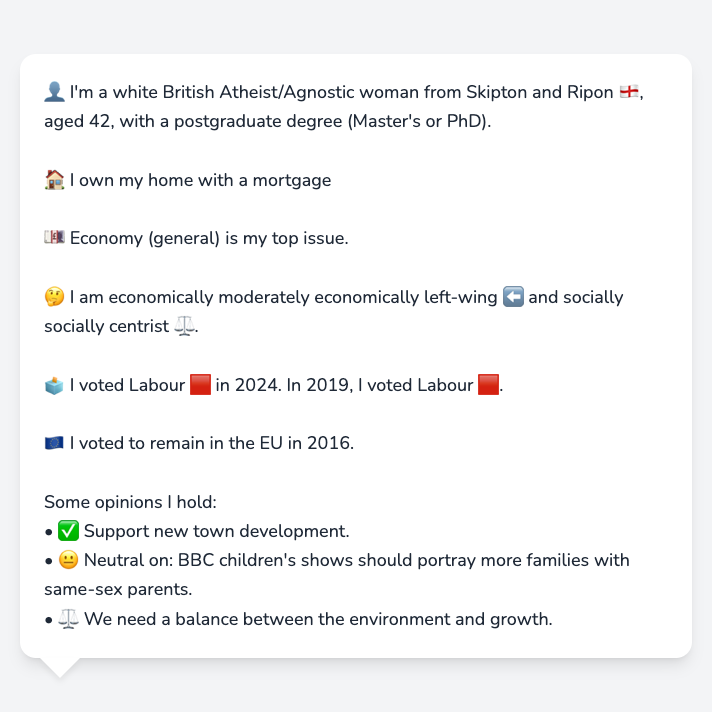 👤 I'm a white British Atheist/Agnostic woman from Skipton and Ripon 🏴󠁧󠁢󠁥󠁮󠁧󠁿,
aged 42, with a postgraduate degree (Master's or PhD).
🏠 I own my home with a mortgage
💷 Economy (general) is my top issue.
🤔 I am economically moderately economically left-wing ⬅️ and socially
socially centrist ⚖️.
🗳️ I voted Labour 🟥 in 2024. In 2019, I voted Labour 🟥.
🇪🇺 I voted to remain in the EU in 2016.
Some opinions I hold:
• ✅ Support new town development.
• 😐 Neutral on: BBC children's shows should portray more families with
same-sex parents.
• ⚖️ We need a balance between the environment and growth.